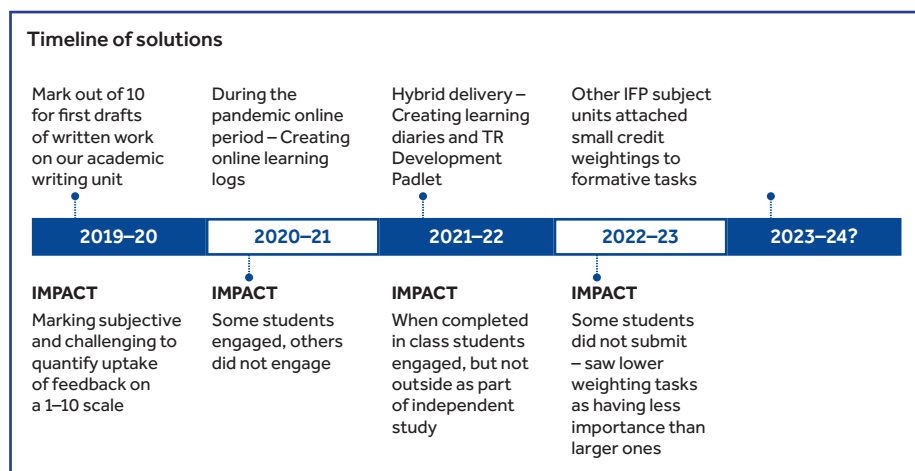 Timeline of solutions
Mark out of 10
for first drafts
of written work
on our academic
writing unit
During the
pandemic online
period – Creating
online learning
logs
Hybrid delivery –
Creating learning
diaries and TR
Development
Padlet
Other IFP subject
units attached
small credit
weightings to
formative tasks
2019–20
2020–21
2021–22
2022–23
2023–24?
IMPACT
Marking subjective
and challenging to
quantify uptake
of feedback on
a 1–10 scale
IMPACT
Some students
engaged, others
did not engage
IMPACT
When completed
in class students
engaged, but not
outside as part
of independent
study
IMPACT
Some students
did not submit
– saw lower
weighting tasks
as having less
importance than
larger ones